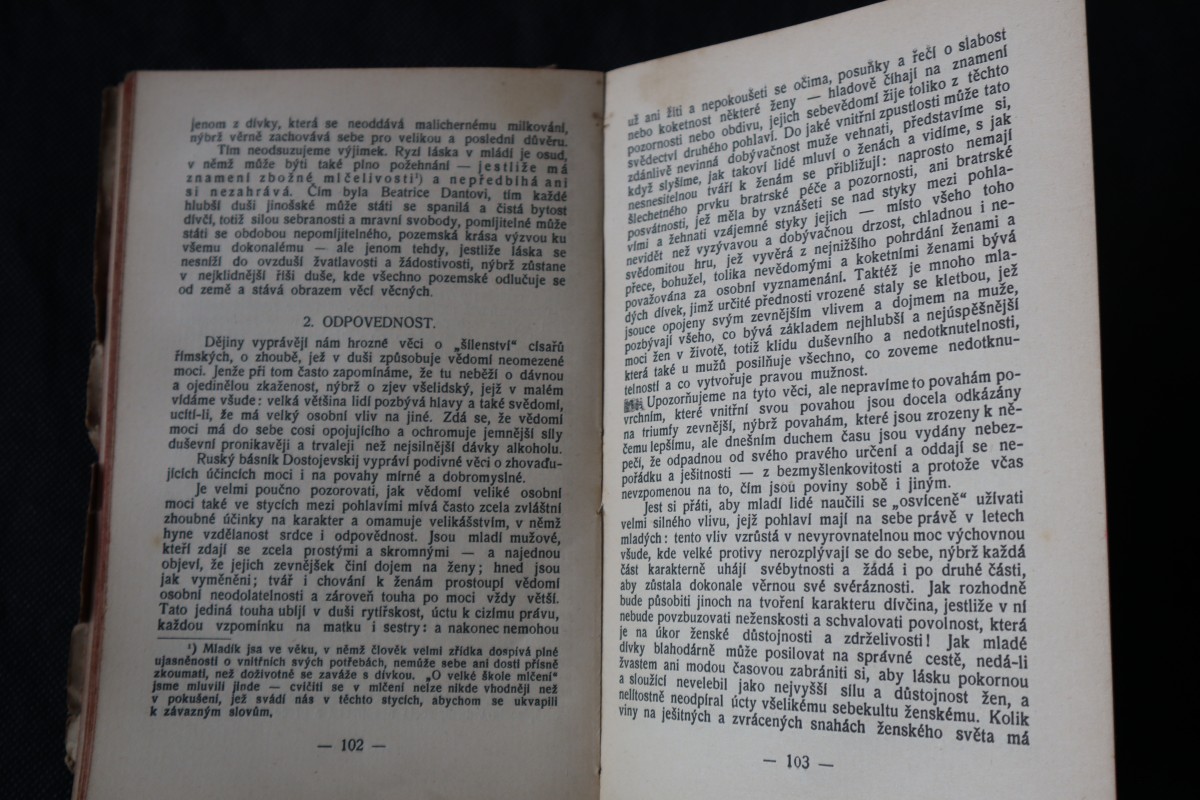 jenom z dívky, která se neoddává malichernému milkování,
nýbrž věrně zachovává sebe pro velikou a poslední důvěru.
Tím neodsuzujeme výjimek. Ryzí láska v mládí je osud,
v němž může býti také plno požehnání — jestliže má
znamení zbožné mlčelivosti¹) a nepředbíhá ani
si nezahrává. Čím byla Beatrice Dantovi, tím každé
hlubší duši jinošské může státi se spanilá a čistá bytost
dívčí, totiž silou sebranosti a mravní svobody, pomíjitelné může
státi se obdobou nepomíjitelného, pozemská krása výzvou ku
všemu dokonalému — ale jenom tehdy, jestliže láska se
nesníží do ovzduší žvatlavosti a žádostivosti, nýbrž zůstane
v nejklidnější říši duše, kde všechno pozemské odlučuje se
od země a stává obrazem věcí věcných.
2. ODPOVEDNOST.
Dějiny vyprávějí nám hrozné věci o „šílenství“ císařů
římských, o zhoubě, jež v duši způsobuje vědomí neomezené
moci. Jenže při tom často zapomínáme, že tu neběží o dávnou
a ojedinělou zkaženost, nýbrž o zjev všelidský, jejž v malém
vídáme všude: velká většina lidí pozbývá hlavy a také svědomí,
ucítí-li, že má velký osobní vliv na jiné. Zdá se, že vědomí
moci má do sebe cosi opojujícího a ochromuje jemnější síly
duševní pronikavěji a trvaleji než nejsilnější dávky alkoholu.
Ruský básník Dostojevskij vypráví podivné věci o zhovaďu-
jících účincích moci i na povahy mírné a dobromyslné.
Je velmi poučno pozorovati, jak vědomí veliké osobní
moci také ve stycích mezi pohlavími mívá často zcela zvláštní
zhoubné účinky na karakter a omamuje velikášstvím, v němž
hyne vzdělanost srdce i odpovědnost. Jsou mladí mužové,
kteří zdají se zcela prostými a skromnými — a najednou
objeví, že jejich zevnějšek činí dojem na ženy; hned jsou
jak vyměněni; tvář i chování k ženám prostoupí vědomí
osobní neodolatelnosti a zároveň touha po moci vždy větší.
Tato jediná touha ubíjí v duši rytířskost, úctu k cizímu právu,
každou vzpomínku na matku i sestry: a nakonec nemohou
¹) Mladík jsa ve věku, v němž člověk velmi zřídka dospívá plné
ujasněnosti o vnitřních svých potřebách, nemůže sebe ani dosti přísně
zkoumati, než doživotně se zaváže s dívkou. „O velké škole mlčení“
jsme mluvili jinde — cvičiti se v mlčení nelze nikde vhodněji než
v pokušení, jež svádí nás v těchto stycích, abychom se ukvapili
k závazným slovům.
— 102 —
už ani žíti a nepokoušeti se očima, posuňky a řečí o slabost
nebo koketnost některé ženy — hladově číhají na znamení
pozornosti nebo obdivu, jejich sebevědomí žije toliko z těchto
svědectví druhého pohlaví. Do jaké vnitřní zpustlosti může tato
zdánlivě nevinná dobývačnost muže vehnati, představíme si,
když slyšíme, jak takoví lidé mluví o ženách a vidíme, s jak
nesnesitelnou tváří k ženám se přibližují: naprosto nemají
šlechetného prvku bratrské péče a pozornosti, ani bratrské
posvátnosti, jež měla by vznášeti se nad styky mezi pohla-
vími a žehnati vzájemné styky jejich — místo všeho toho
nevidět než vyzývavou a dobývačnou drzost, chladnou i ne-
svědomitou hru, jež vyvěrá z nejnižšího pohrdání ženami a
přece, bohužel, tolika nevědomými a koketními ženami bývá
považována za osobní vyznamenání. Taktéž je mnoho mla-
dých dívek, jimž určité přednosti vrozené staly se kletbou, jež
jsouce opojeny svým zevnějším vlivem a dojmem na muže,
pozbývají všeho, co bývá základem nejhlubší a nejúspěšnější
moci žen v životě, totiž klidu duševního a nedotknutelnosti,
která také u mužů posilňuje všechno, co zoveme nedotknu-
telností a co vytvořuje pravou mužnost.
Upozorňujeme na tyto věci, ale nepravíme to povahám po-
vrchním, které vnitřní svou povahou jsou docela odkázány
na triumfy zevnější, nýbrž povahám, které jsou zrozeny k ně-
čemu lepšímu, ale dnešním duchem času jsou vydány nebez-
pečí, že odpadnou od svého pravého určení a oddají se ne-
pořádku a ješitnosti — z bezmyšlenkovitosti a protože včas
nevzpomenou na to, čím jsou poviny sobě i jiným.
Jest si přáti, aby mladí lidé naučili se „osvíceně“ užívati
velmi silného vlivu, jejž pohlaví mají na sebe právě v letech
mladých: tento vliv vzrůstá v nevyrovnatelnou moc výchovnou
všude, kde velké protivy nerozplývají se do sebe, nýbrž každá
část karakterně uhájí svébytnosti a žádá i po druhé části,
aby zůstala dokonale věrnou své svéráznosti. Jak rozhodně
bude působiti jinoch na tvoření karakteru dívčina, jestliže v ní
nebude povzbuzovati neženskosti a schvalovati povolnost, která
je na úkor ženské důstojnosti a zdrželivosti! Jak mladé
dívky blahodárně může posilovat na správné cestě, nedá-li
žvastem ani modou časovou zabrániti si, aby lásku pokornou
a sloužící nevelebil jako nejvyšší sílu a důstojnost žen, a
nelítostně neodpíral úcty všelikému sebekultu ženskému. Kolik
viny na ješitných a zvrácených snahách ženského světa má
— 103 —